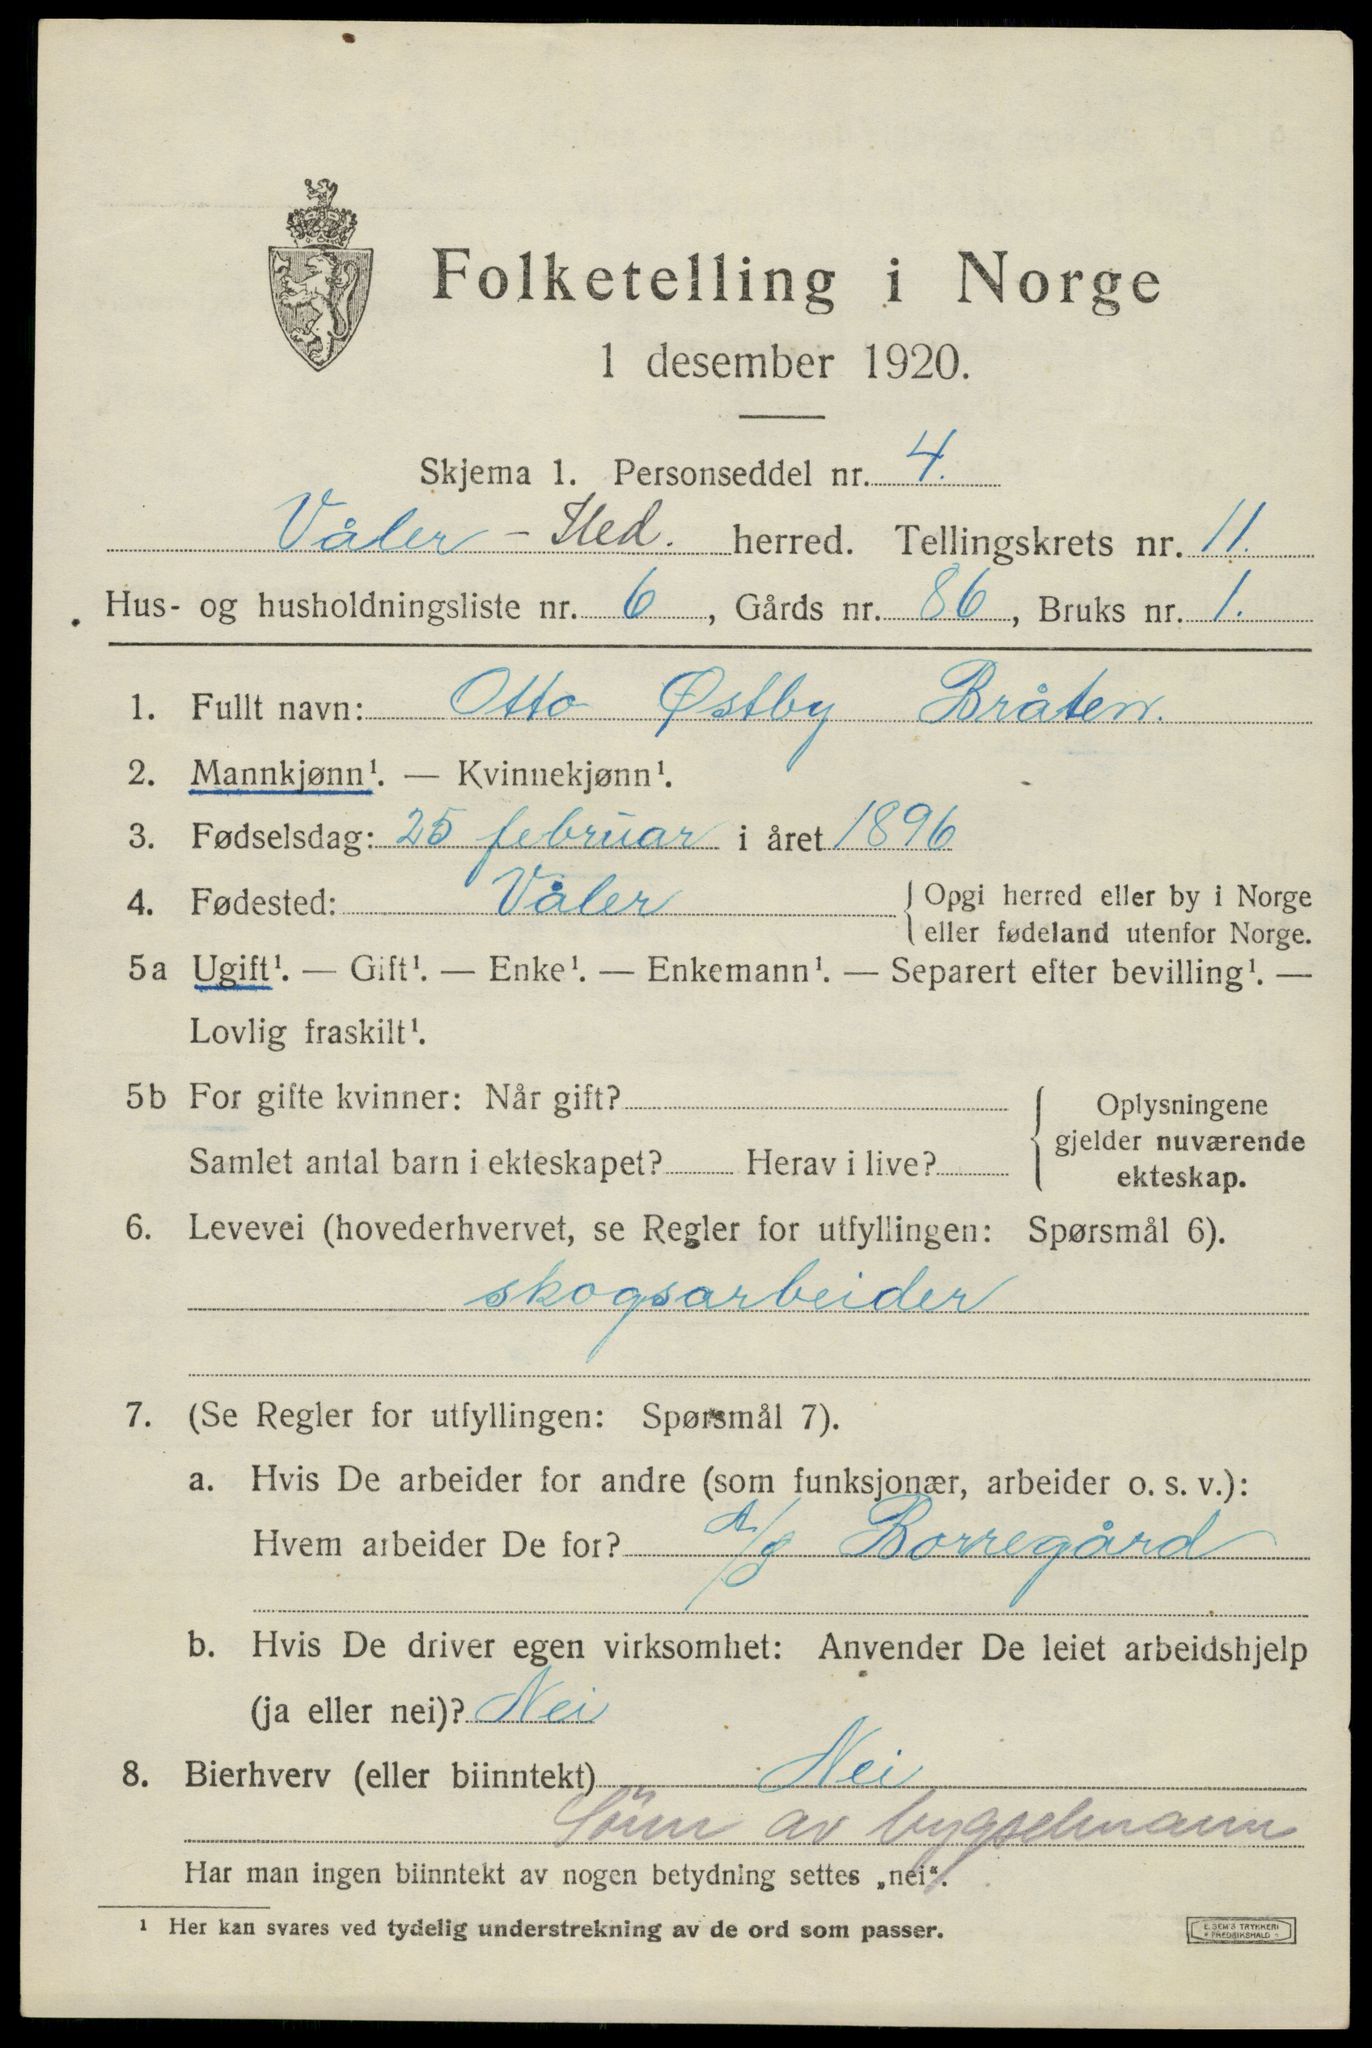 Folketelling i Norge
1 desember 1920.
Skjema 1. Personseddel nr. 4.
Våler - Hed. herred. Tellingskrets nr. 11.
Hus- og husholdningsliste nr. 6, Gårds nr. 86, Bruks nr. 1.
1. Fullt navn: Otto Østby Bråten.
2. Mannkjønn¹. — Kvinnekjønn¹.
3. Fødselsdag: 25 februar i året 1896
4. Fødested: Våler { Opgi herred eller by i Norge
eller fødeland utenfor Norge.
5a Ugift¹. — Gift¹. — Enke¹. — Enkemann¹. — Separert efter bevilling¹. —
Lovlig fraskilt¹.
5b For gifte kvinner: Når gift?
Samlet antal barn i ekteskapet? Herav i live?
Oplysningene
gjelder nuværende
ekteskap.
6. Levevei (hovederhvervet, se Regler for utfyllingen: Spørsmål 6).
skogsarbeider
7. (Se Regler for utfyllingen: Spørsmål 7).
a. Hvis De arbeider for andre (som funksjonær, arbeider o. s. v.):
Hvem arbeider De for? A/S Borregård
b. Hvis De driver egen virksomhet: Anvender De leiet arbeidshjelp
(ja eller nei)? Nei
8. Bierhverv (eller biinntekt) Nei
Sönn av bygselmann
Har man ingen biinntekt av nogen betydning settes „nei“.
¹ Her kan svares ved tydelig understrekning av de ord som passer.
E. SEM'S TRYKKERI
FREDRIKSHALD